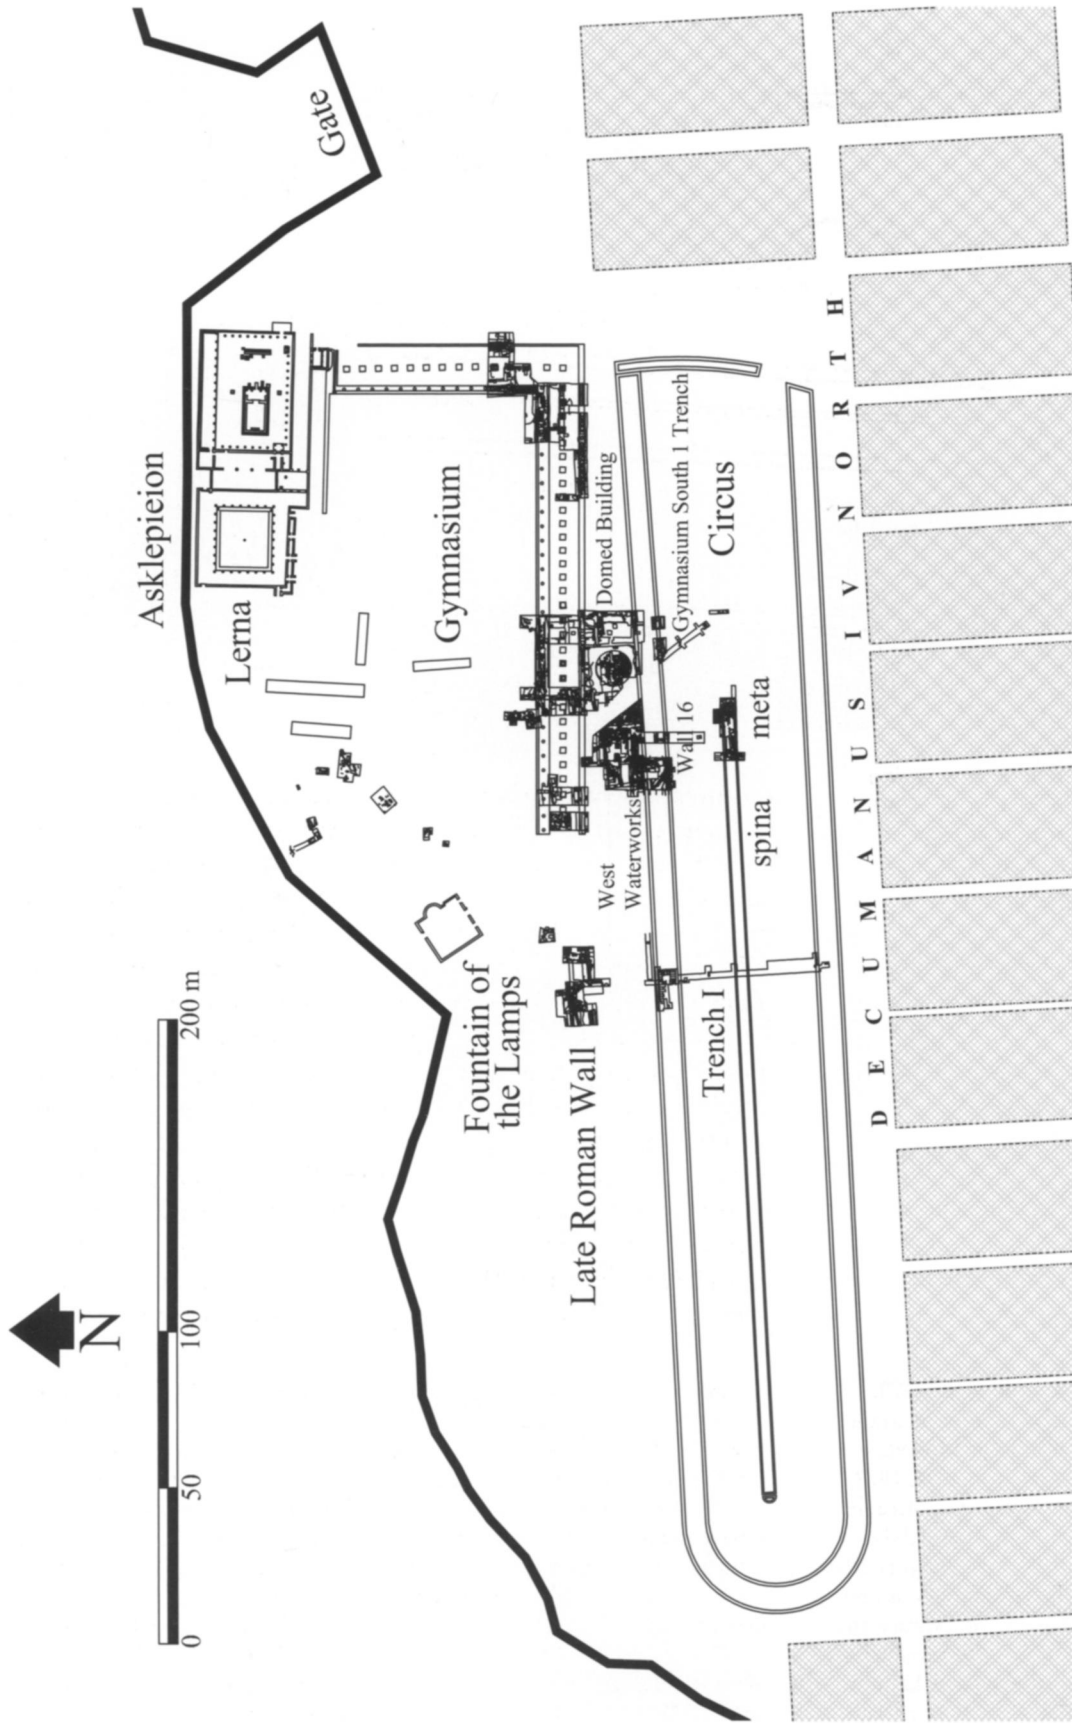 N
0
50
100
200 m
Gate
Asklepieion
Lerna
Gymnasium
Fountain of
the Lamps
Domed Building
West
Waterworks
Late Roman Wall
Gymnasium South 1 Trench
Wall 16
Circus
meta
spina
Trench I
DECUMANUS IV NORTH